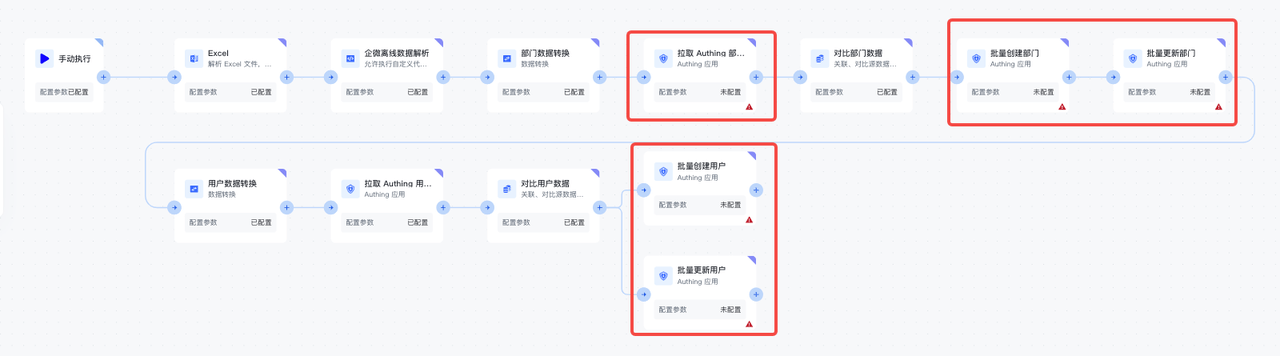 手动执行
配置参数 已配置
Excel
解析 Excel 文件，...
配置参数 已配置
企微离线数据解析
允许执行自定义代...
配置参数 已配置
部门数据转换
数据转换
配置参数 已配置
拉取 Authing 部...
Authing 应用
配置参数 未配置
对比部门数据
关联、对比源数据...
配置参数 已配置
批量创建部门
Authing 应用
配置参数 未配置
批量更新部门
Authing 应用
配置参数 未配置
用户数据转换
数据转换
配置参数 已配置
拉取 Authing 用...
Authing 应用
配置参数 已配置
对比用户数据
关联、对比源数据...
配置参数 已配置
批量创建用户
Authing 应用
配置参数 未配置
批量更新用户
Authing 应用
配置参数 未配置